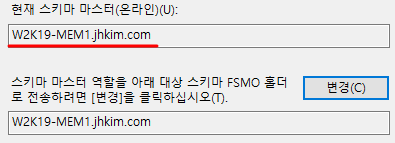 현재 스키마 마스터(온라인)(U):
W2K19-MEM1.jhkim.com
스키마 마스터 역할을 아래 대상 스키마 FSMO 홀더
로 전송하려면 [변경]을 클릭하십시오(T).
변경(C)
W2K19-MEM1.jhkim.com